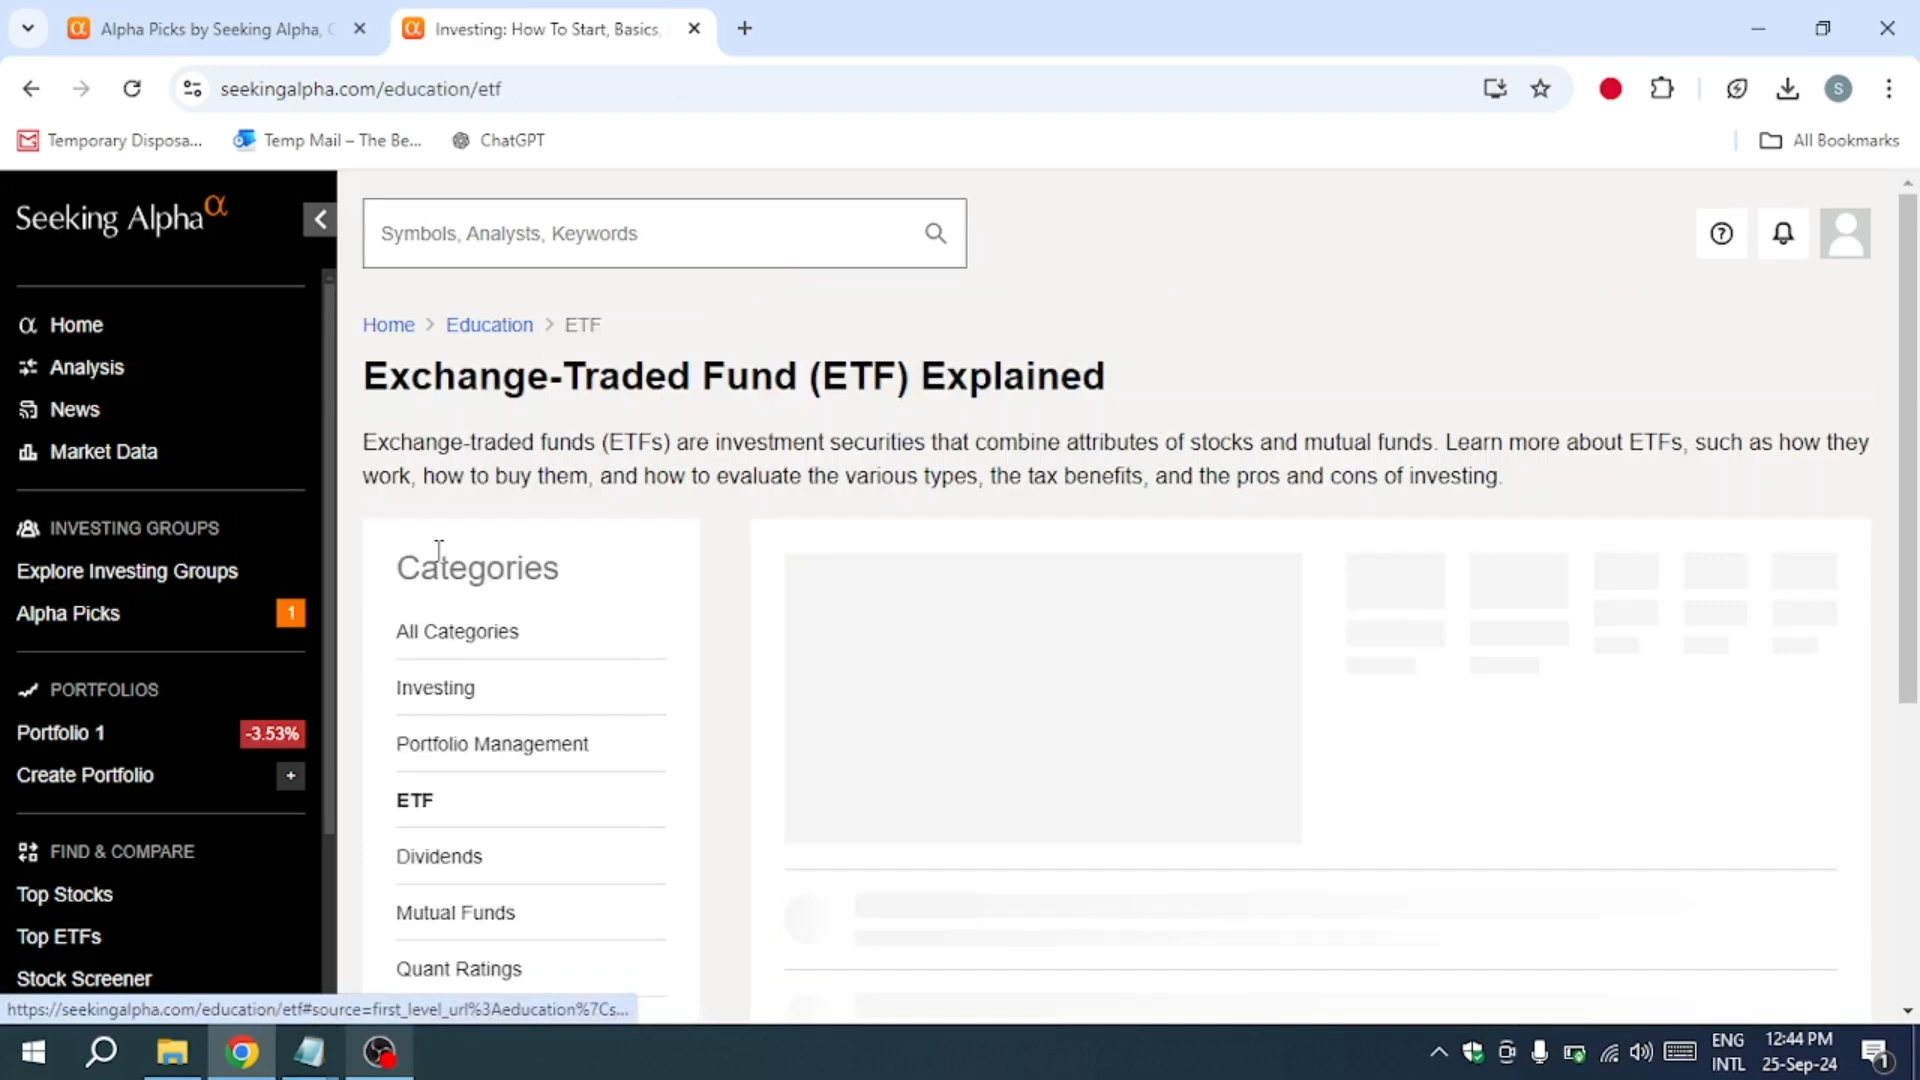 Alpha Picks by Seeking Alpha,
Investing: How To Start, Basics,
seekingalpha.com/education/etf
S
Temporary Disposa...
Temp Mail – The Be...
ChatGPT
All Bookmarks
Seeking Alpha α
Symbols, Analysts, Keywords
Home
Analysis
News
Market Data
INVESTING GROUPS
Explore Investing Groups
Alpha Picks
1
PORTFOLIOS
Portfolio 1
-3.53%
Create Portfolio
+
FIND & COMPARE
Top Stocks
Top ETFs
Stock Screener
Home > Education > ETF
Exchange-Traded Fund (ETF) Explained
Exchange-traded funds (ETFs) are investment securities that combine attributes of stocks and mutual funds. Learn more about ETFs, such as how they
work, how to buy them, and how to evaluate the various types, the tax benefits, and the pros and cons of investing.
Categories
All Categories
Investing
Portfolio Management
ETF
Dividends
Mutual Funds
Quant Ratings
https://seekingalpha.com/education/etf#source=first_level_url%3Aeducation%7Cs...
ENG
INTL
12:44 PM
25-Sep-24
1